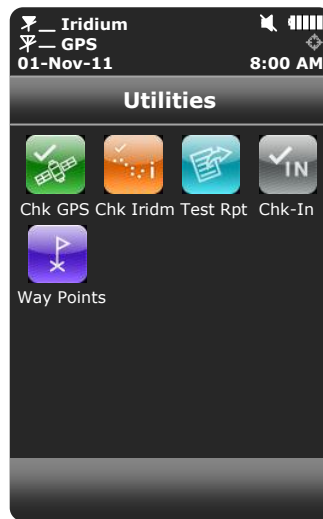 Iridium
GPS
01-Nov-11 8:00 AM
Utilities
Chk GPS Chk Iridm Test Rpt Chk-In
IN
Way Points